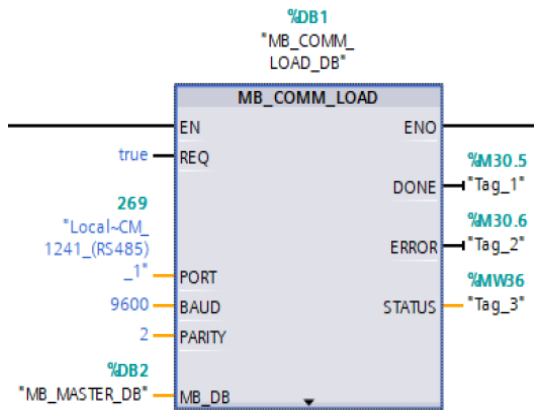 %DB1
"MB_COMM_
LOAD_DB"
MB_COMM_LOAD
EN
ENO
true
REQ
%M30.5
DONE
"Tag_1"
269
"Local~CM_
1241_(RS485)
_1"
PORT
%M30.6
ERROR
"Tag_2"
%MW36
9600
BAUD
STATUS
"Tag_3"
2
PARITY
%DB2
"MB_MASTER_DB"
MB_DB